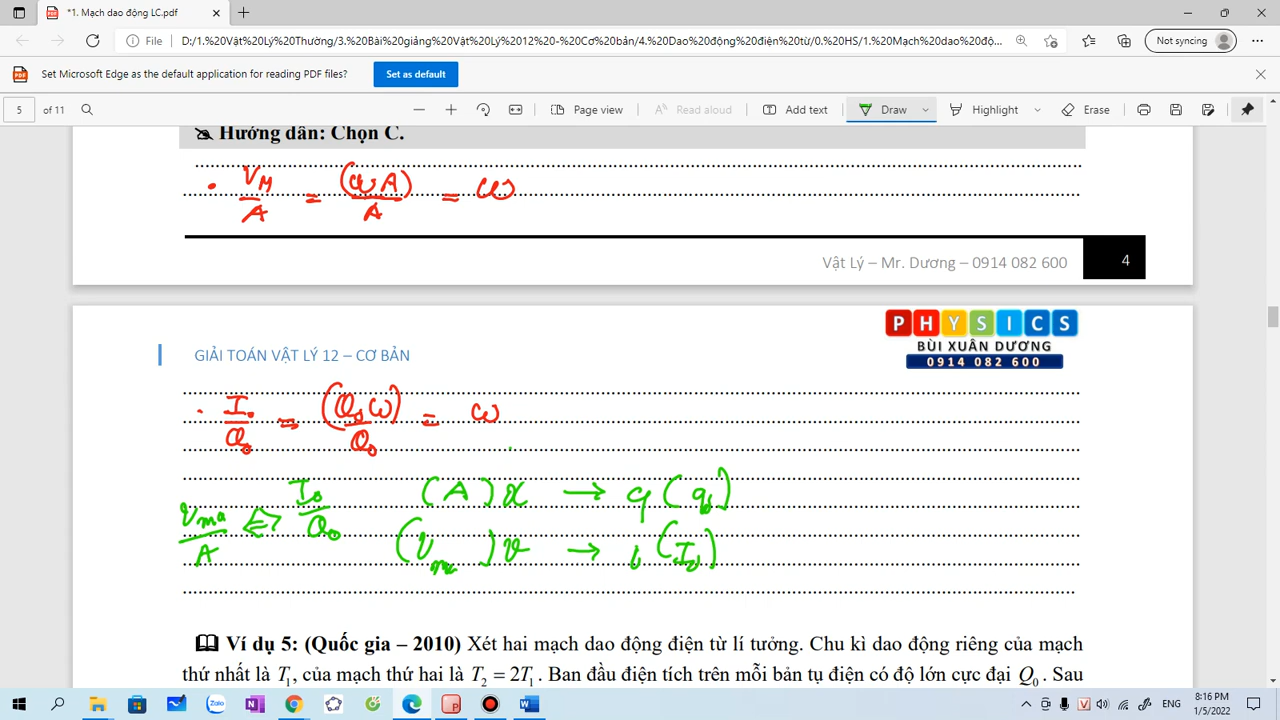 *1. Mạch dao động LC.pdf
File D:/1.%20Vật%20Lý%20Thường/3.%20Bài%20giảng%20Vật%20Lý%2012%20-%20Cơ%20bản/4.%20Dao%20động%20điện%20từ/0.%20HS/1.%20Mạch%20dao%20độ... Not syncing
Set Microsoft Edge as the default application for reading PDF files? Set as default
5 of 11 Page view Read aloud Add text Draw Highlight Erase
Hướng dẫn: Chọn C.
• V_M/A = (ωA)/A = ω
Vật Lý – Mr. Dương – 0914 082 600 4
PHYSICS
BÙI XUÂN DƯƠNG
0914 082 600
GIẢI TOÁN VẬT LÝ 12 – CƠ BẢN
• I₀/Q₀ = (Q₀ω)/Q₀ = ω
(A) x → q (q₀)
V_ma/A ⇔ I₀/Q₀
(V_ma) v → i (I₀)
Ví dụ 5: (Quốc gia – 2010) Xét hai mạch dao động điện từ lí tưởng. Chu kì dao động riêng của mạch
thứ nhất là T₁, của mạch thứ hai là T₂ = 2T₁. Ban đầu điện tích trên mỗi bản tụ điện có độ lớn cực đại Q₀. Sau
Zalo
ENG
8:16 PM
1/5/2022